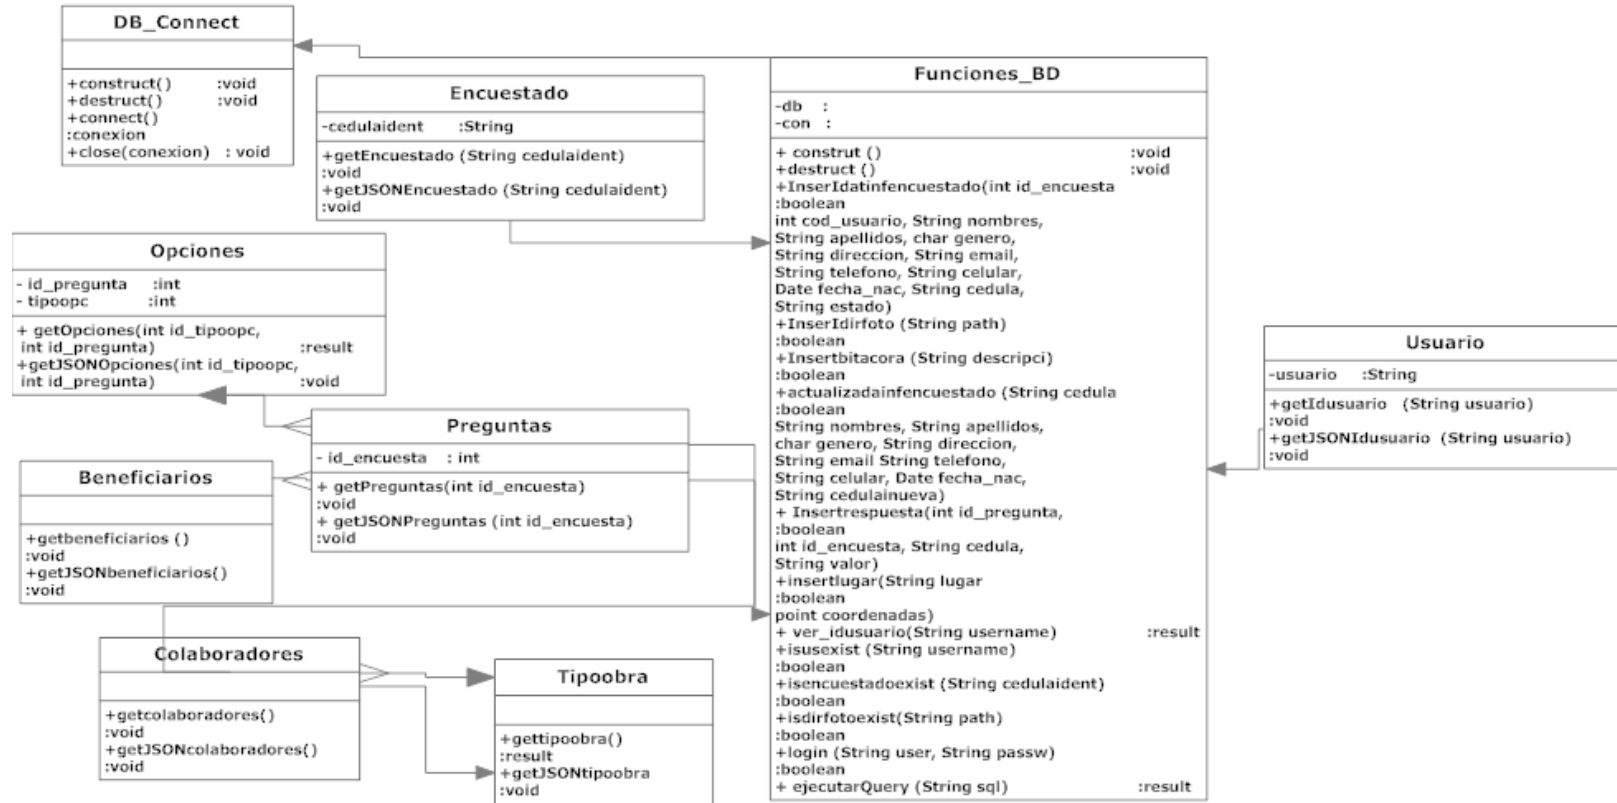 DB_Connect
+construct() :void
+destruct() :void
+connect()
:conexion
+close(conexion) : void
Encuestado
-cedulaident :String
+getEncuestado (String cedulaident)
:void
+getJSONEncuestado (String cedulaident)
:void
Opciones
- id_pregunta :int
- tipoopc :int
+ getOpciones(int id_tipoopc,
int id_pregunta) :result
+getJSONOpciones(int id_tipoopc,
int id_pregunta) :void
Preguntas
- id_encuesta : int
+ getPreguntas(int id_encuesta)
:void
+ getJSONPreguntas (int id_encuesta)
:void
Beneficiarios
+getbeneficiarios ()
:void
+getJSONbeneficiarios()
:void
Colaboradores
+getcolaboradores()
:void
+getJSONcolaboradores()
:void
Tipoobra
+gettipoobra()
:result
+getJSONtipoobra
:void
Funciones_BD
-db :
-con :
+ construt () :void
+destruct () :void
+InserIdatinfencuestado(int id_encuesta
:boolean
int cod_usuario, String nombres,
String apellidos, char genero,
String direccion, String email,
String telefono, String celular,
Date fecha_nac, String cedula,
String estado)
+InserIdirfoto (String path)
:boolean
+Insertbitacora (String descripci)
:boolean
+actualizadainfencuestado (String cedula
:boolean
String nombres, String apellidos,
char genero, String direccion,
String email String telefono,
String celular, Date fecha_nac,
String cedulainueva)
+ Insertrespuesta(int id_pregunta,
:boolean
int id_encuesta, String cedula,
String valor)
+insertlugar(String lugar
:boolean
point coordenadas)
+ ver_idusuario(String username) :result
+isusexist (String username)
:boolean
+isencuestadoexist (String cedulaident)
:boolean
+isdirfotoexist(String path)
:boolean
+login (String user, String passw)
:boolean
+ ejecutarQuery (String sql) :result
Usuario
-usuario :String
+getIdusuario (String usuario)
:void
+getJSONIdusuario (String usuario)
:void